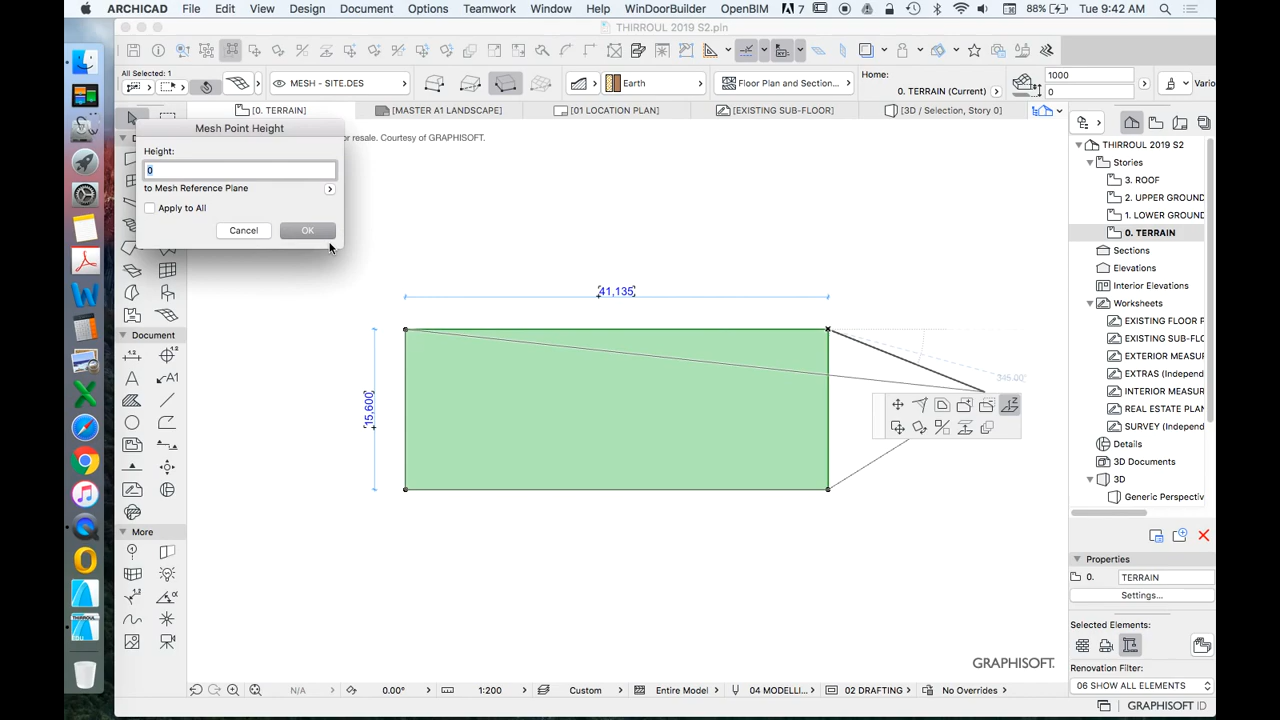 ARCHICAD File Edit View Design Document Options Teamwork Window Help WinDoorBuilder OpenBIM 7 88% Tue 9:42 AM
THIRROUL 2019 S2.pln
All Selected: 1
MESH - SITE.DES
Earth
Floor Plan and Section...
Home:
0. TERRAIN (Current)
1000
0
Vario
[0. TERRAIN]
[MASTER A1 LANDSCAPE]
[01 LOCATION PLAN]
[EXISTING SUB-FLOOR]
[3D / Selection, Story 0]
or resale. Courtesy of GRAPHISOFT.
Mesh Point Height
Height:
0
to Mesh Reference Plane
Apply to All
Cancel
OK
41,135
15,600
345.00°
Document
More
THIRROUL 2019 S2
Stories
3. ROOF
2. UPPER GROUND
1. LOWER GROUND
0. TERRAIN
Sections
Elevations
Interior Elevations
Worksheets
EXISTING FLOOR F
EXISTING SUB-FL
EXTERIOR MEASUR
EXTRAS (Independ
INTERIOR MEASUR
REAL ESTATE PLAN
SURVEY (Independ
Details
3D Documents
3D
Generic Perspectiv
Properties
0. TERRAIN
Settings...
Selected Elements:
Renovation Filter:
06 SHOW ALL ELEMENTS
GRAPHISOFT.
N/A
0.00°
1:200
Custom
Entire Model
04 MODELLI...
02 DRAFTING
No Overrides
GRAPHISOFT ID